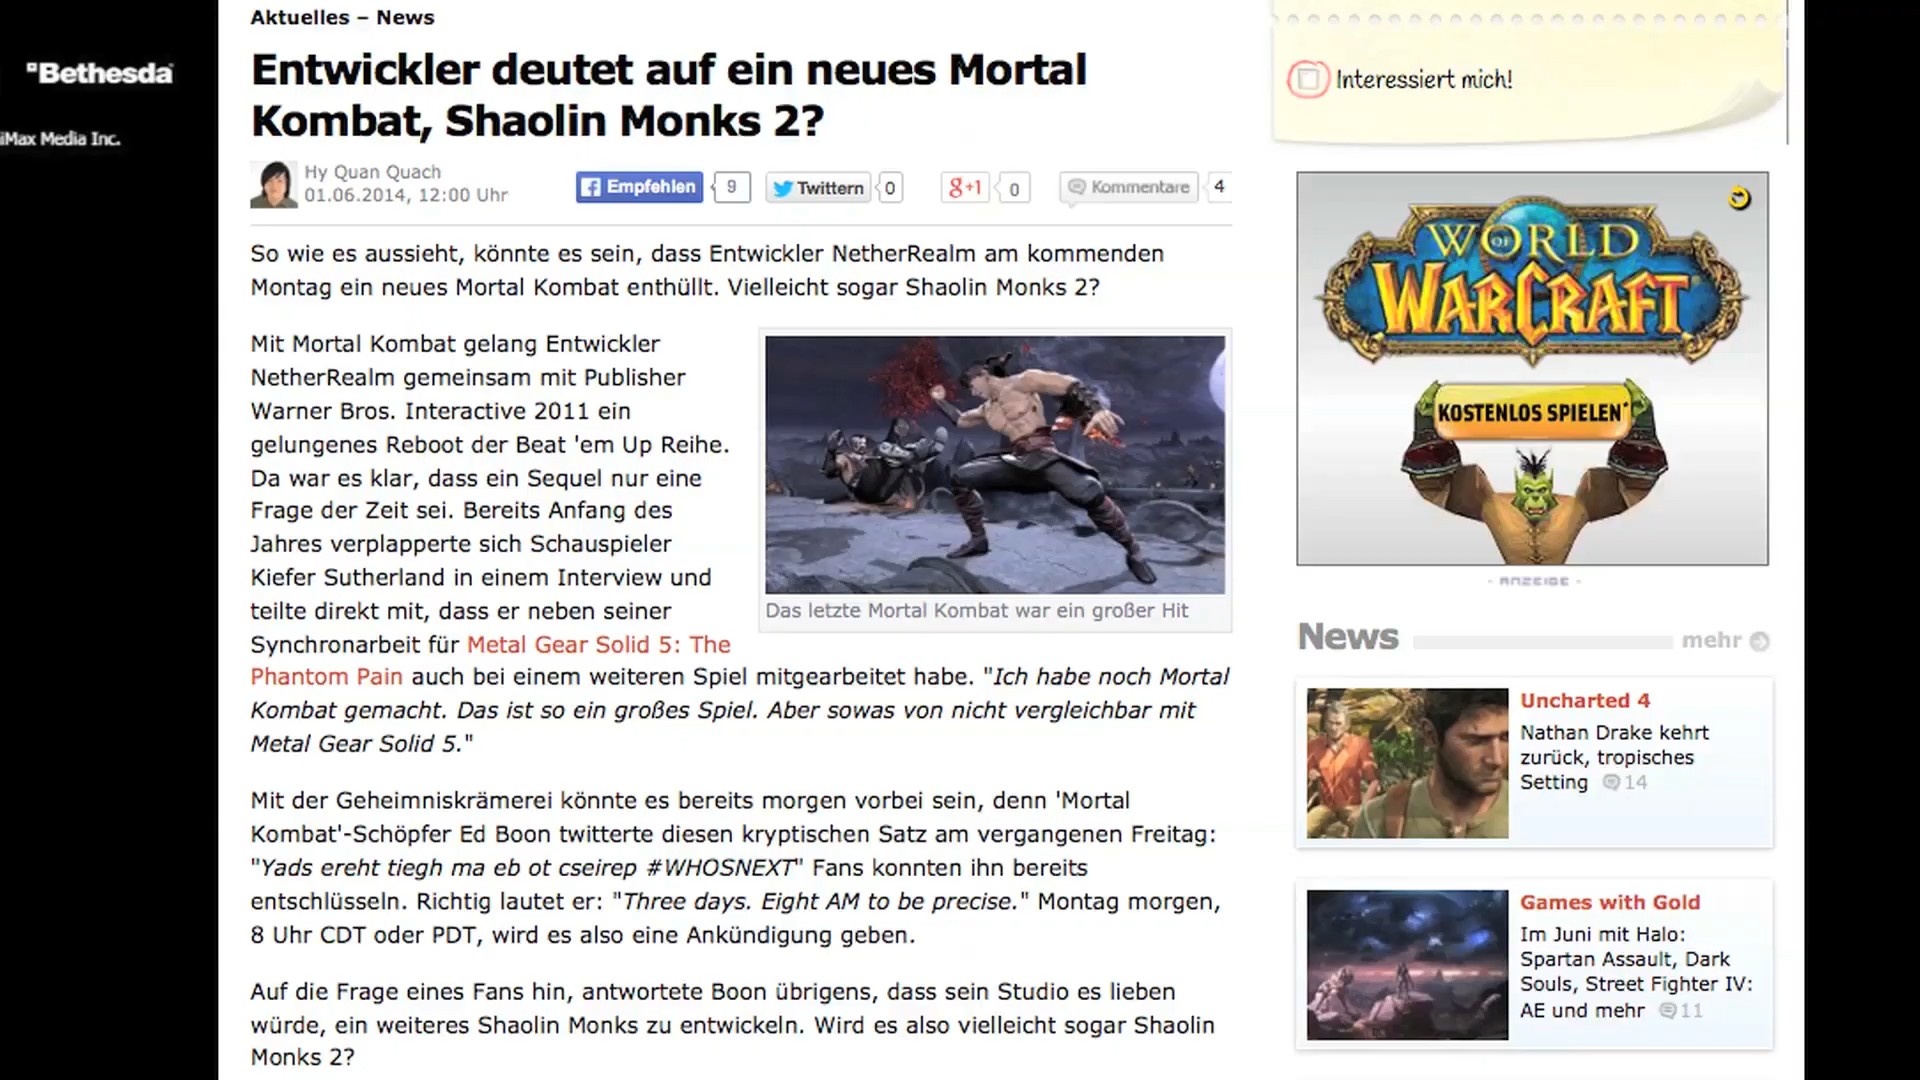 Bethesda
iMax Media Inc.
Aktuelles – News
Entwickler deutet auf ein neues Mortal
Kombat, Shaolin Monks 2?
Hy Quan Quach
01.06.2014, 12:00 Uhr
Empfehlen 9
Twittern 0
g+1 0
Kommentare 4
So wie es aussieht, könnte es sein, dass Entwickler NetherRealm am kommenden
Montag ein neues Mortal Kombat enthüllt. Vielleicht sogar Shaolin Monks 2?
Mit Mortal Kombat gelang Entwickler
NetherRealm gemeinsam mit Publisher
Warner Bros. Interactive 2011 ein
gelungenes Reboot der Beat 'em Up Reihe.
Da war es klar, dass ein Sequel nur eine
Frage der Zeit sei. Bereits Anfang des
Jahres verplapperte sich Schauspieler
Kiefer Sutherland in einem Interview und
teilte direkt mit, dass er neben seiner
Synchronarbeit für Metal Gear Solid 5: The
Phantom Pain auch bei einem weiteren Spiel mitgearbeitet habe. "Ich habe noch Mortal
Kombat gemacht. Das ist so ein großes Spiel. Aber sowas von nicht vergleichbar mit
Metal Gear Solid 5."
Das letzte Mortal Kombat war ein großer Hit
Mit der Geheimniskrämerei könnte es bereits morgen vorbei sein, denn 'Mortal
Kombat'-Schöpfer Ed Boon twitterte diesen kryptischen Satz am vergangenen Freitag:
"Yads ereht tiegh ma eb ot cseirep #WHOSNEXT" Fans konnten ihn bereits
entschlüsseln. Richtig lautet er: "Three days. Eight AM to be precise." Montag morgen,
8 Uhr CDT oder PDT, wird es also eine Ankündigung geben.
Auf die Frage eines Fans hin, antwortete Boon übrigens, dass sein Studio es lieben
würde, ein weiteres Shaolin Monks zu entwickeln. Wird es also vielleicht sogar Shaolin
Monks 2?
Interessiert mich!
WORLD
OF
WARCRAFT
KOSTENLOS SPIELEN*
- ANZEIGE -
News
mehr
Uncharted 4
Nathan Drake kehrt
zurück, tropisches
Setting 14
Games with Gold
Im Juni mit Halo:
Spartan Assault, Dark
Souls, Street Fighter IV:
AE und mehr 11